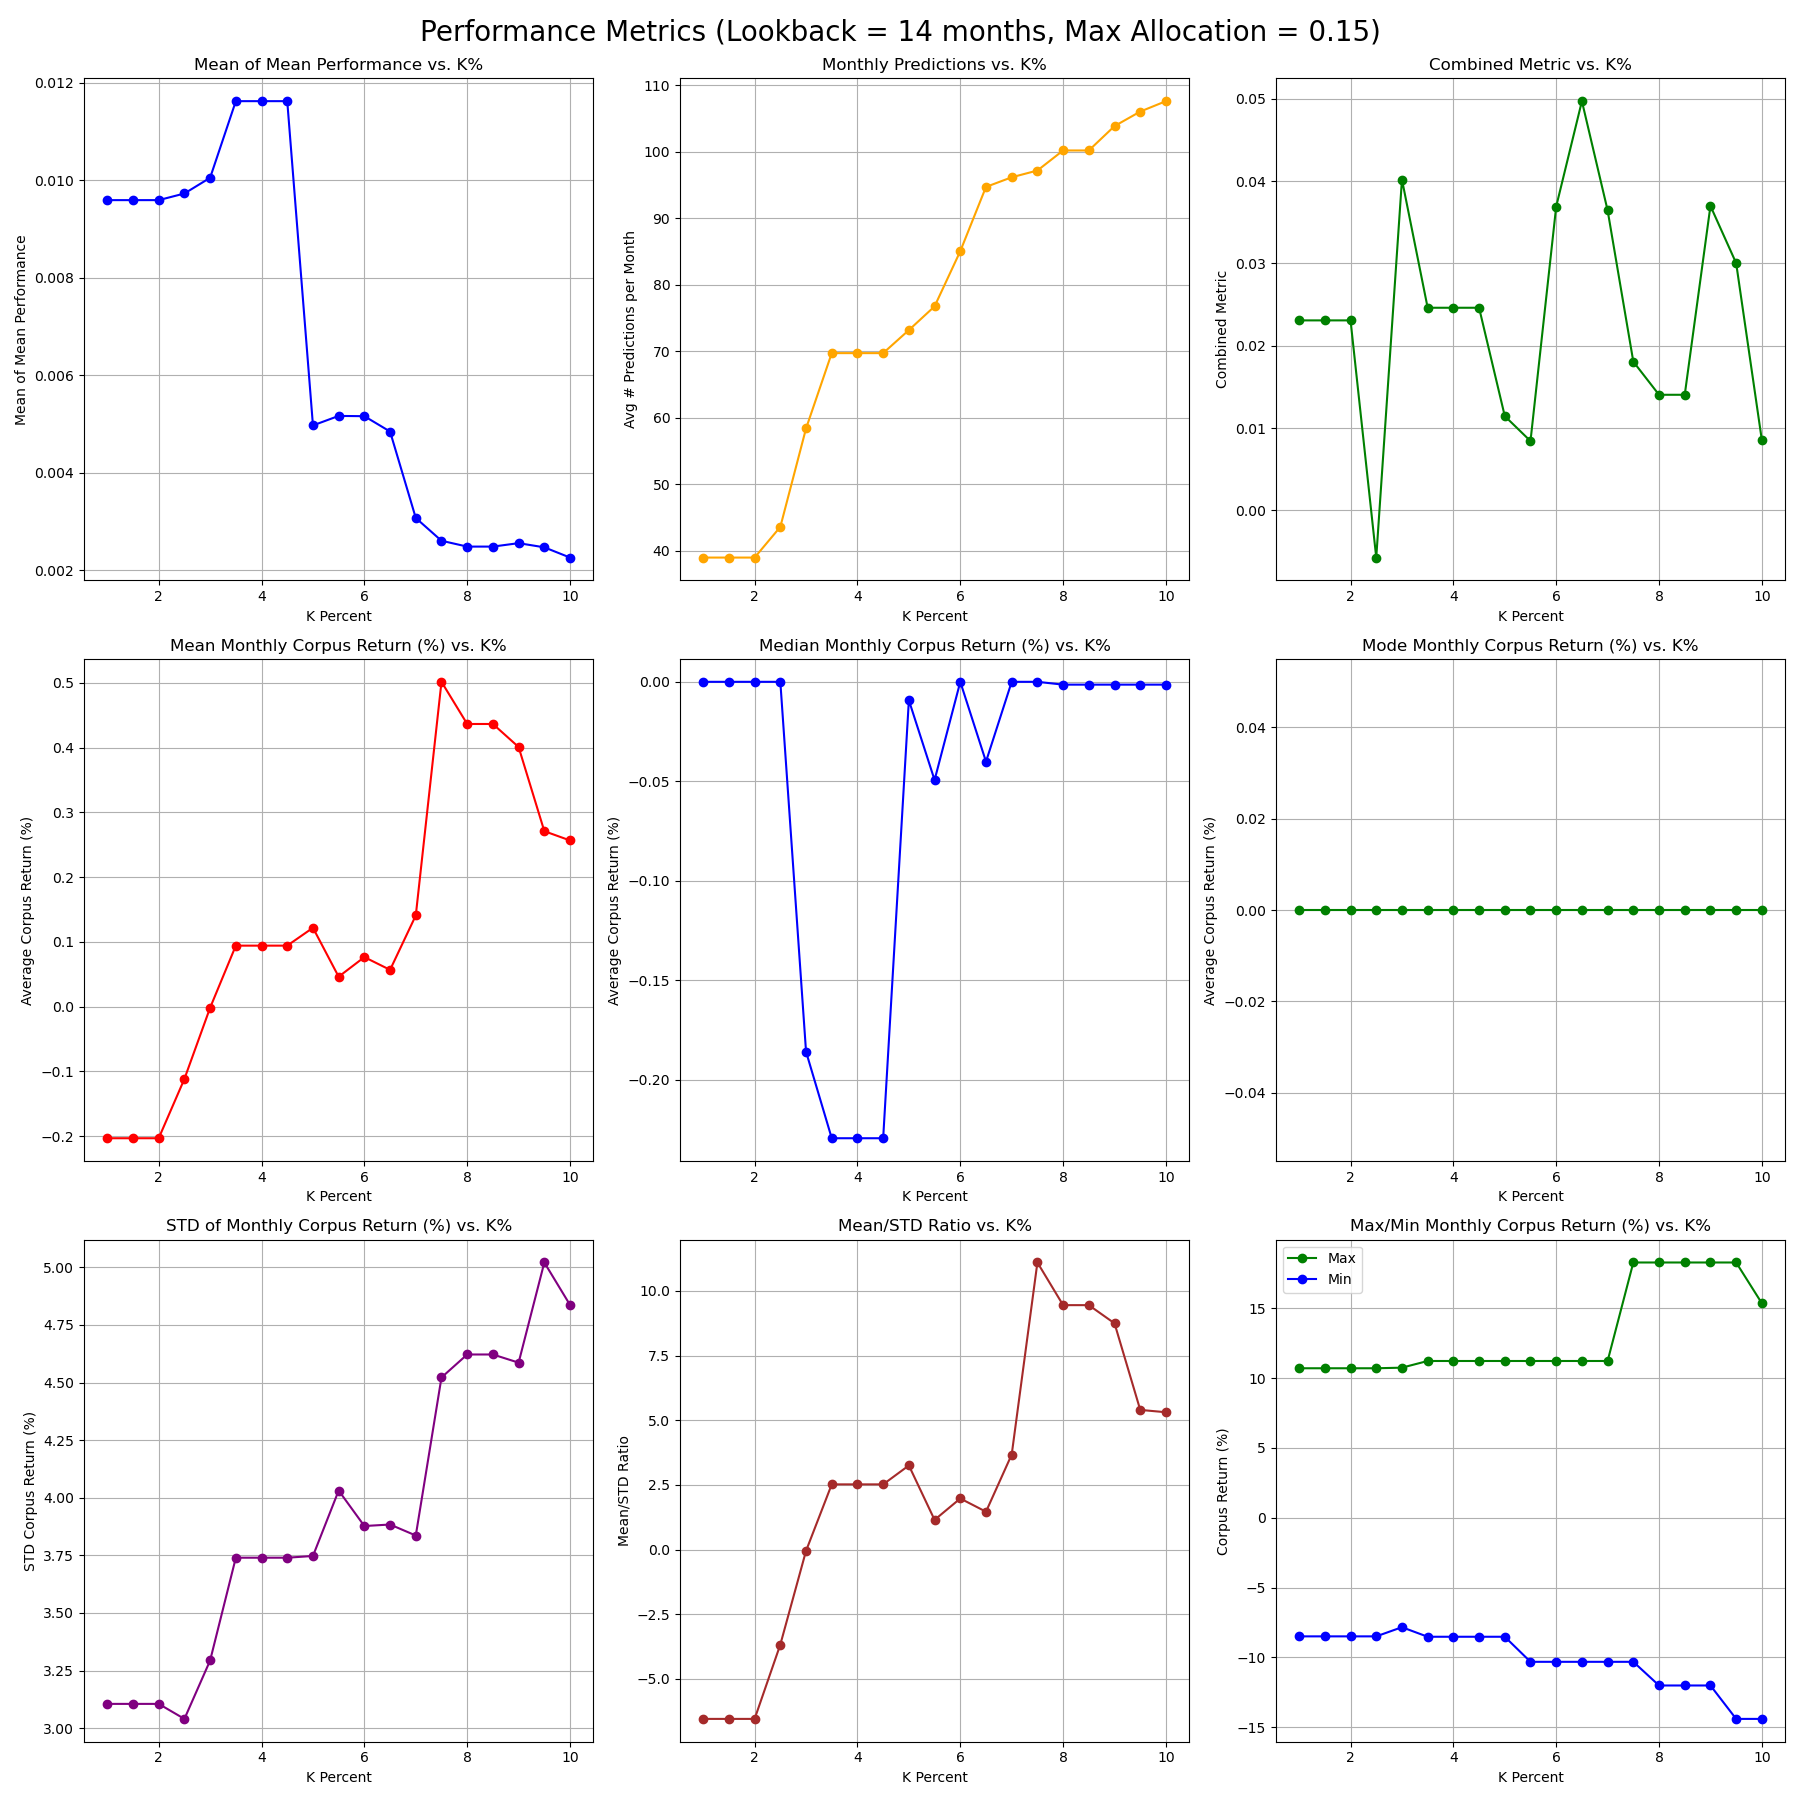 Performance Metrics (Lookback = 14 months, Max Allocation = 0.15)
Mean of Mean Performance vs. K%
Mean of Mean Performance
0.012
0.010
0.008
0.006
0.004
0.002
2 4 6 8 10
K Percent
Monthly Predictions vs. K%
Avg # Predictions per Month
110
100
90
80
70
60
50
40
2 4 6 8 10
K Percent
Combined Metric vs. K%
Combined Metric
0.05
0.04
0.03
0.02
0.01
0.00
2 4 6 8 10
K Percent
Mean Monthly Corpus Return (%) vs. K%
Average Corpus Return (%)
0.5
0.4
0.3
0.2
0.1
0.0
−0.1
−0.2
2 4 6 8 10
K Percent
Median Monthly Corpus Return (%) vs. K%
Average Corpus Return (%)
0.00
−0.05
−0.10
−0.15
−0.20
2 4 6 8 10
K Percent
Mode Monthly Corpus Return (%) vs. K%
Average Corpus Return (%)
0.04
0.02
0.00
−0.02
−0.04
2 4 6 8 10
K Percent
STD of Monthly Corpus Return (%) vs. K%
STD Corpus Return (%)
5.00
4.75
4.50
4.25
4.00
3.75
3.50
3.25
3.00
2 4 6 8 10
K Percent
Mean/STD Ratio vs. K%
Mean/STD Ratio
10.0
7.5
5.0
2.5
0.0
−2.5
−5.0
2 4 6 8 10
K Percent
Max/Min Monthly Corpus Return (%) vs. K%
Max
Min
Corpus Return (%)
15
10
5
0
−5
−10
−15
2 4 6 8 10
K Percent